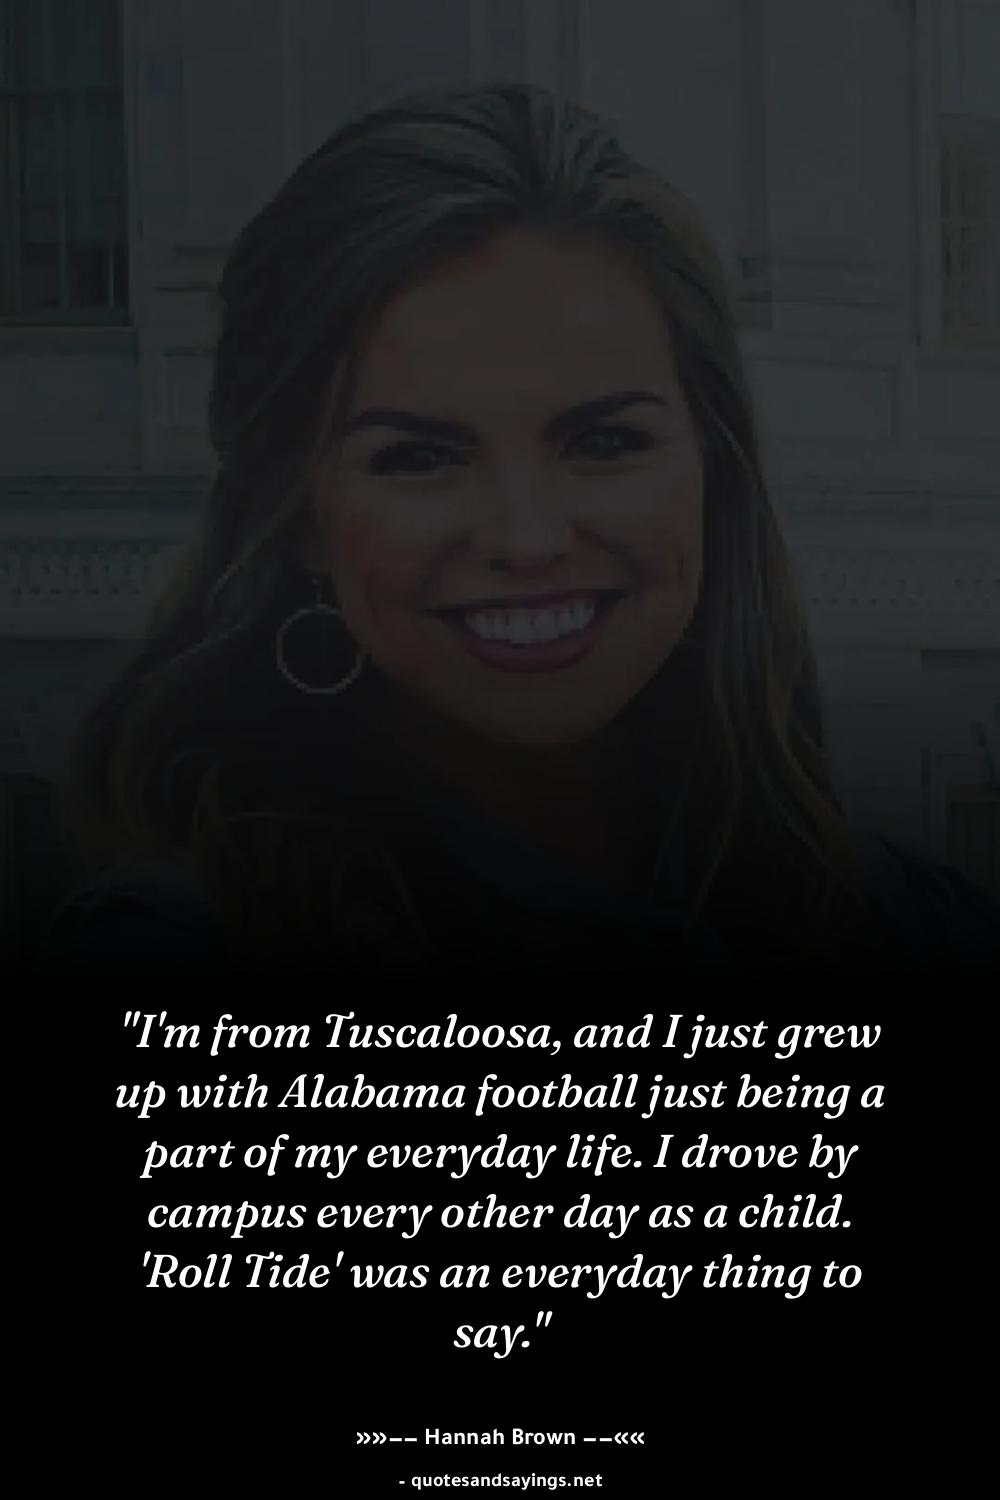 "I'm from Tuscaloosa, and I just grew
up with Alabama football just being a
part of my everyday life. I drove by
campus every other day as a child.
'Roll Tide' was an everyday thing to
say."
»»−− Hannah Brown −−««
- quotesandsayings.net